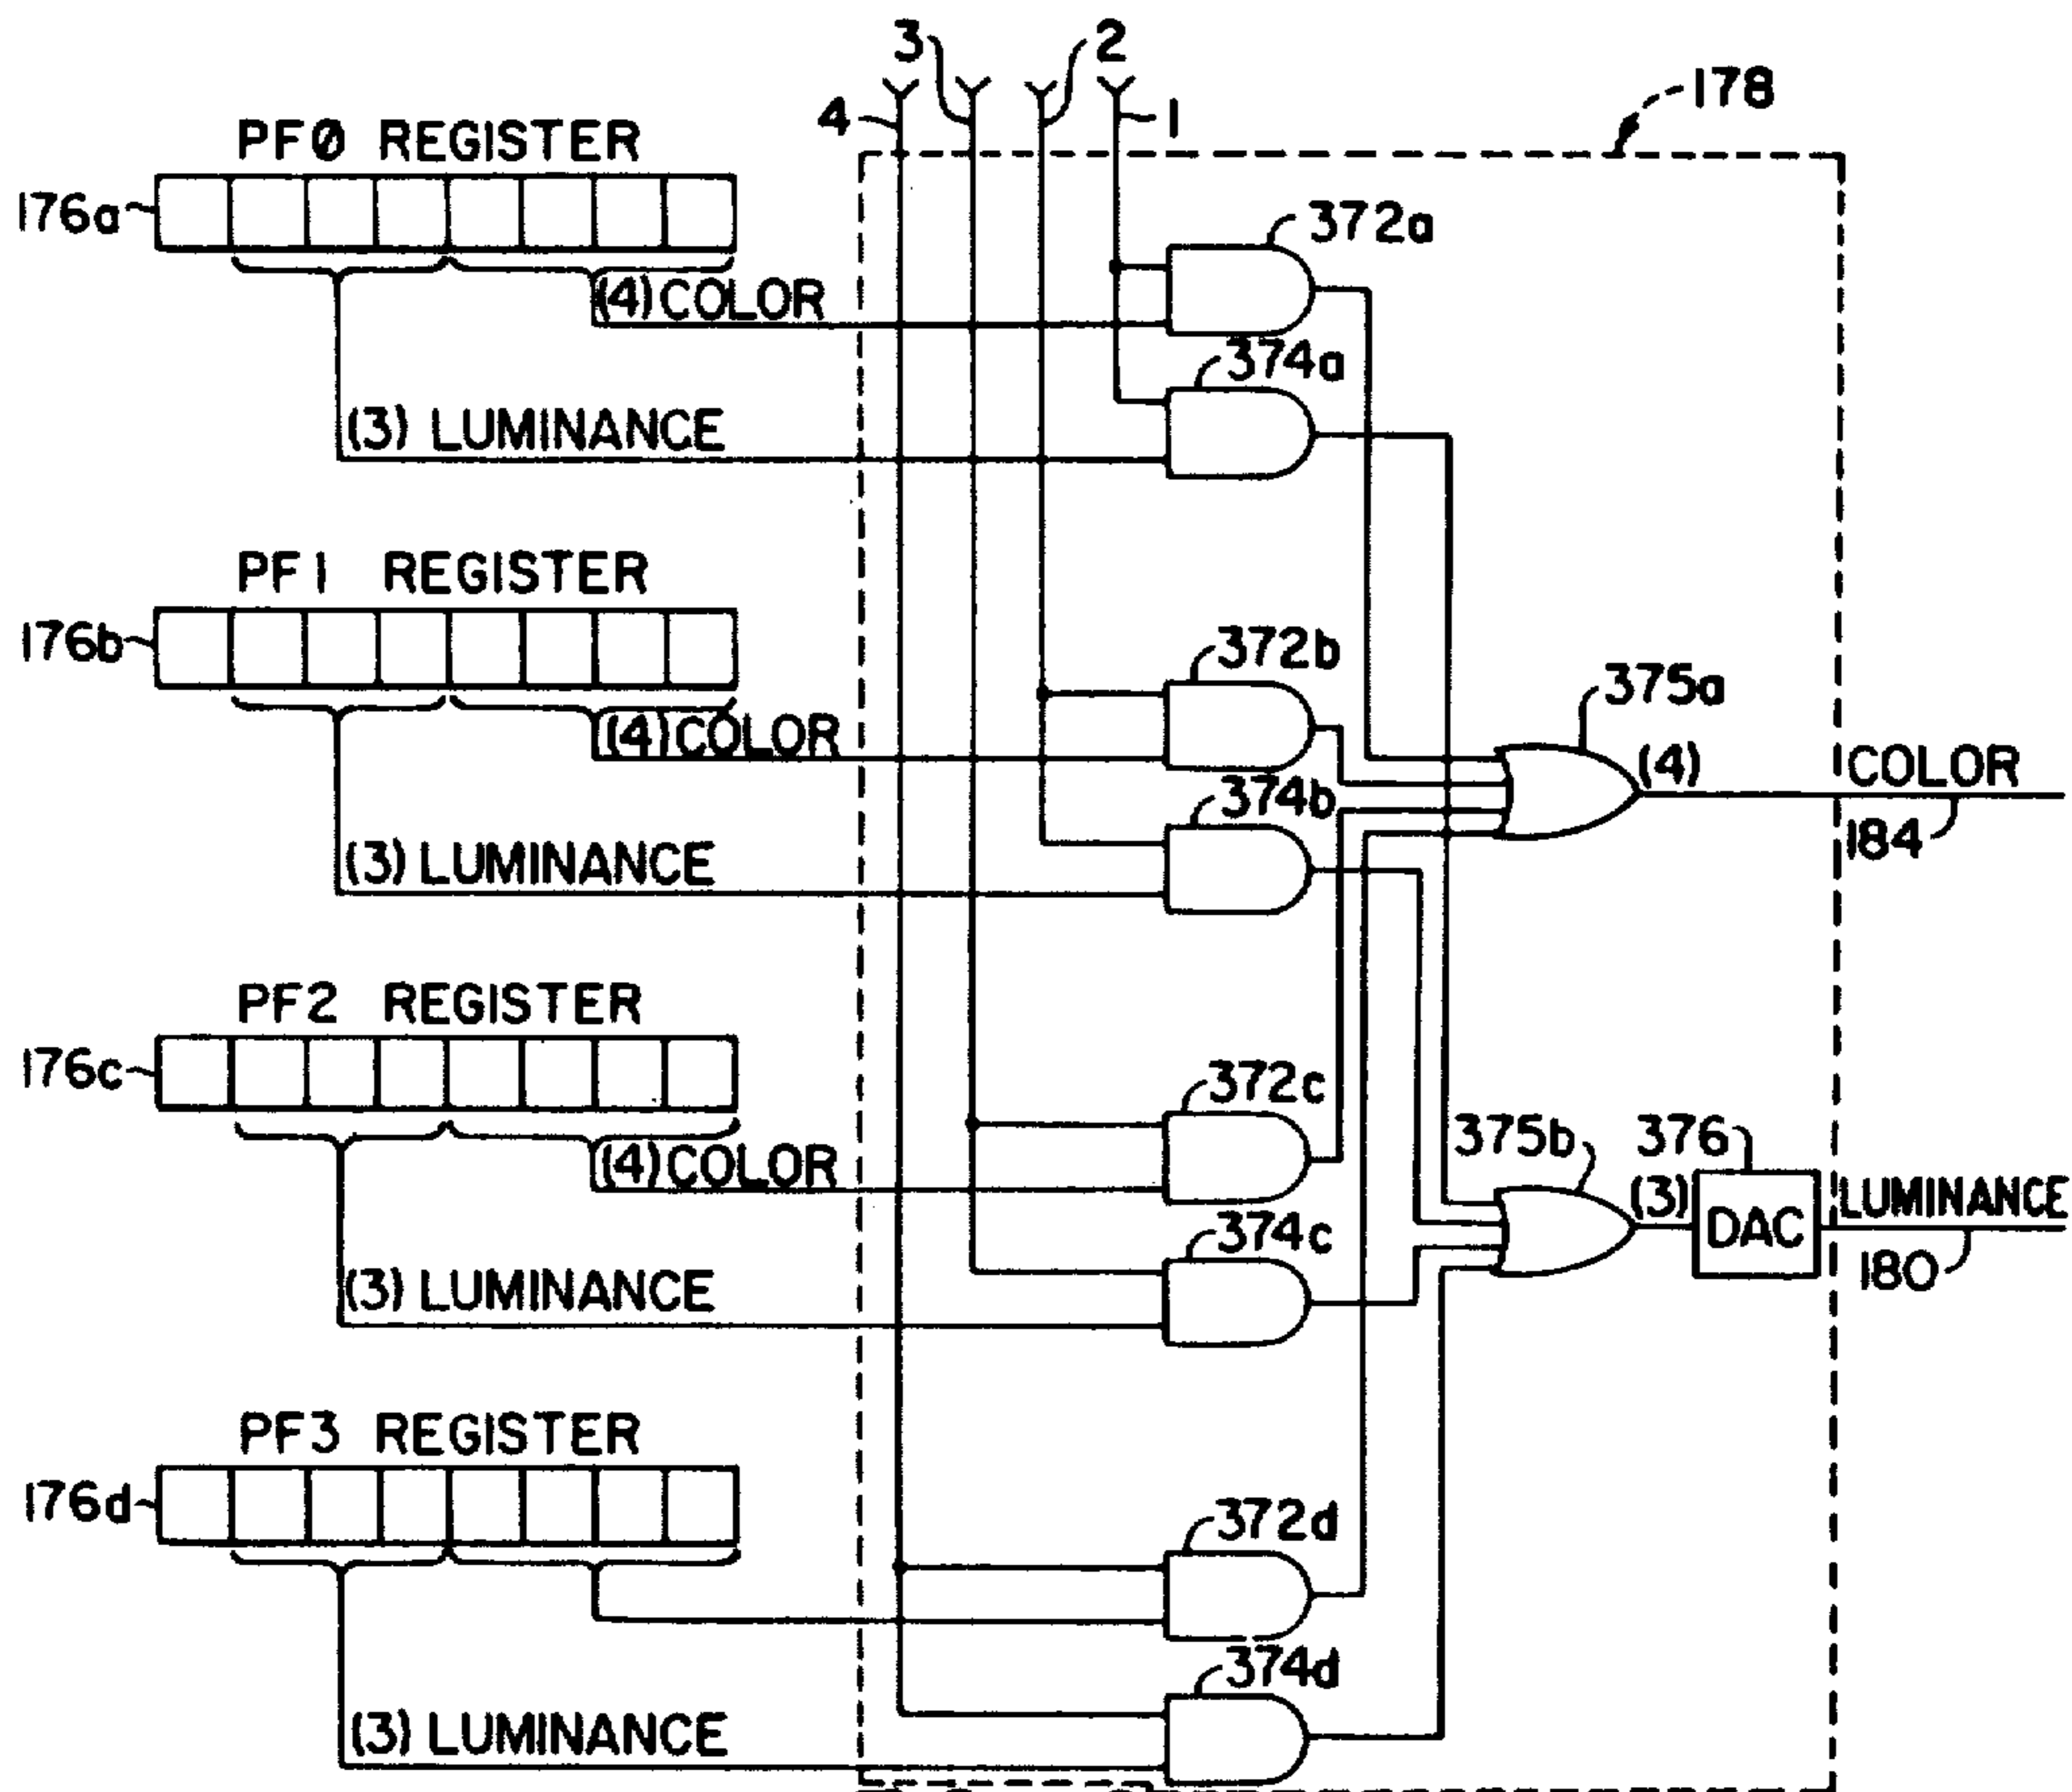 3
2
4
1
178
PFØ REGISTER
176a
372a
(4) COLOR
374a
(3) LUMINANCE
PF1 REGISTER
176b
372b
375a
(4) COLOR
(4)
COLOR
374b
184
(3) LUMINANCE
PF2 REGISTER
176c
372c
375b
376
(4) COLOR
(3)
DAC
LUMINANCE
374c
180
(3) LUMINANCE
PF3 REGISTER
176d
372d
374d
(3) LUMINANCE